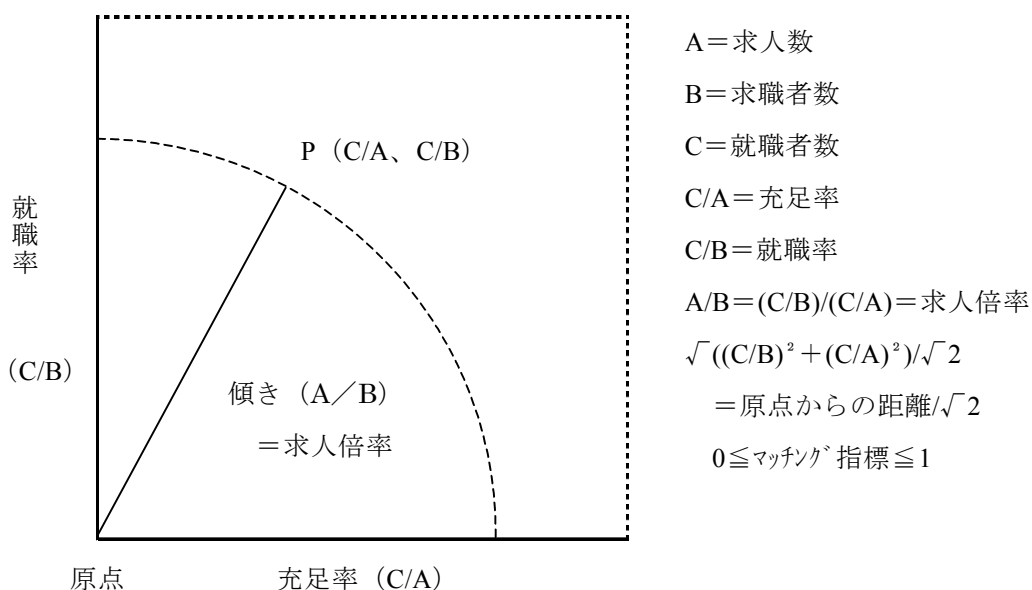 P（C/A、C/B）
就職率
（C/B）
傾き（A／B）
＝求人倍率
原点
充足率（C/A）
A＝求人数
B＝求職者数
C＝就職者数
C/A＝充足率
C/B＝就職率
A/B＝(C/B)/(C/A)＝求人倍率
√((C/B)²＋(C/A)²)/√2
＝原点からの距離/√2
0≦ﾏｯﾁﾝｸﾞ指標≦1